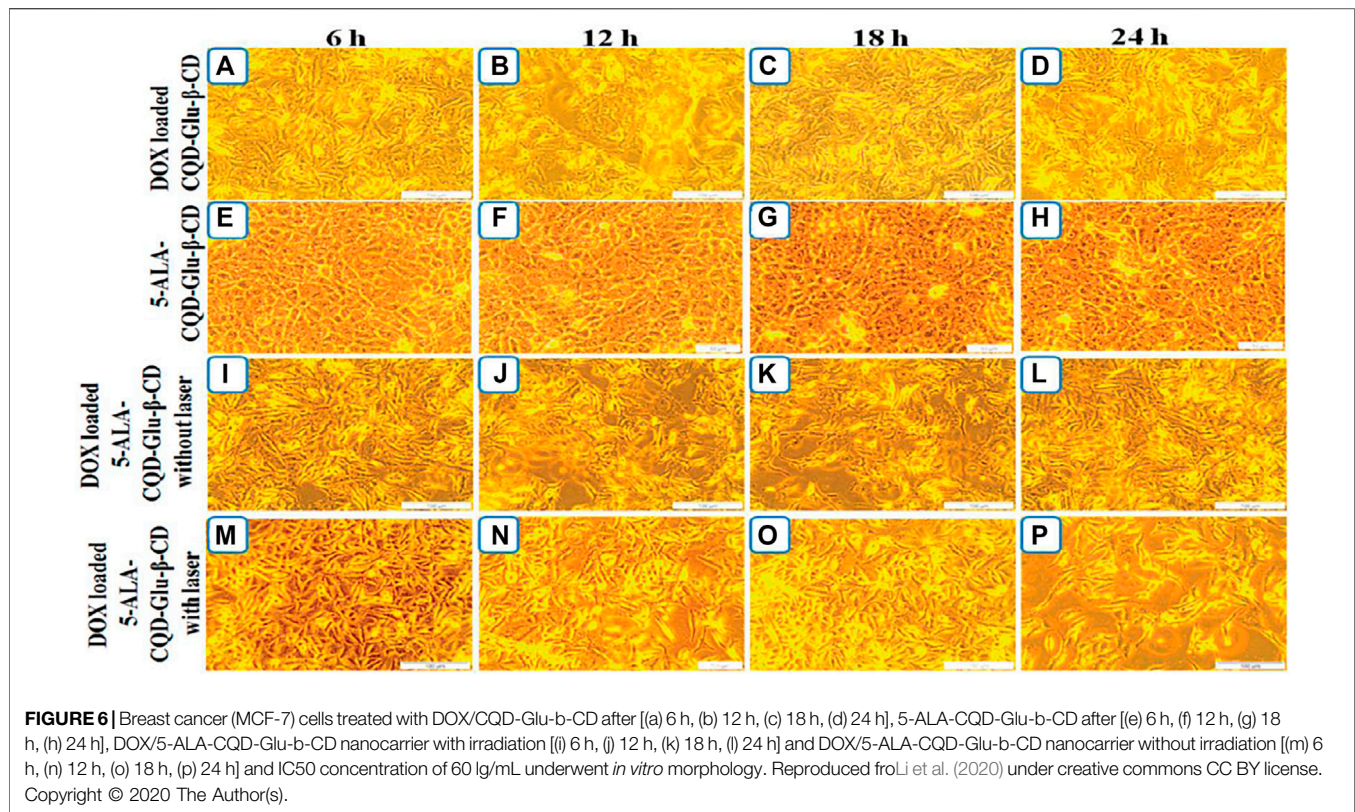 6 h 12 h 18 h 24 h
DOX loaded
CQD-Glu-β-CD
A B C D
5-ALA-
CQD-Glu-β-CD
E F G H
DOX loaded
5-ALA-
CQD-Glu-β-CD
without laser
I J K L
DOX loaded
5-ALA-
CQD-Glu-β-CD
with laser
M N O P
FIGURE 6 | Breast cancer (MCF-7) cells treated with DOX/CQD-Glu-b-CD after [(a) 6 h, (b) 12 h, (c) 18 h, (d) 24 h], 5-ALA-CQD-Glu-b-CD after [(e) 6 h, (f) 12 h, (g) 18
h, (h) 24 h], DOX/5-ALA-CQD-Glu-b-CD nanocarrier with irradiation [(i) 6 h, (j) 12 h, (k) 18 h, (l) 24 h] and DOX/5-ALA-CQD-Glu-b-CD nanocarrier without irradiation [(m) 6
h, (n) 12 h, (o) 18 h, (p) 24 h] and IC50 concentration of 60 lg/mL underwent in vitro morphology. Reproduced froLi et al. (2020) under creative commons CC BY license.
Copyright © 2020 The Author(s).